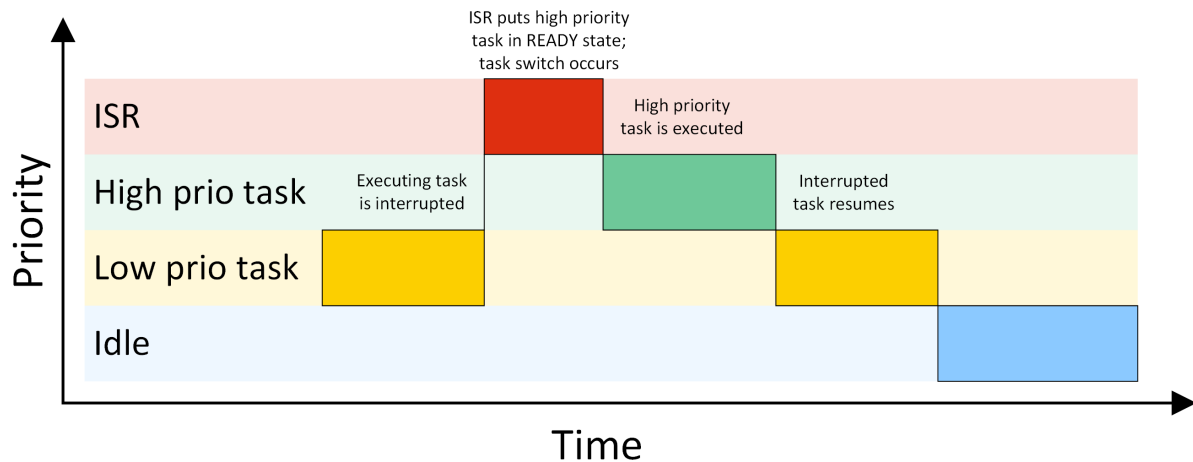 ISR puts high priority
task in READY state;
task switch occurs
ISR
High priority
task is executed
High prio task
Executing task
is interrupted
Interrupted
task resumes
Low prio task
Idle
Priority
Time